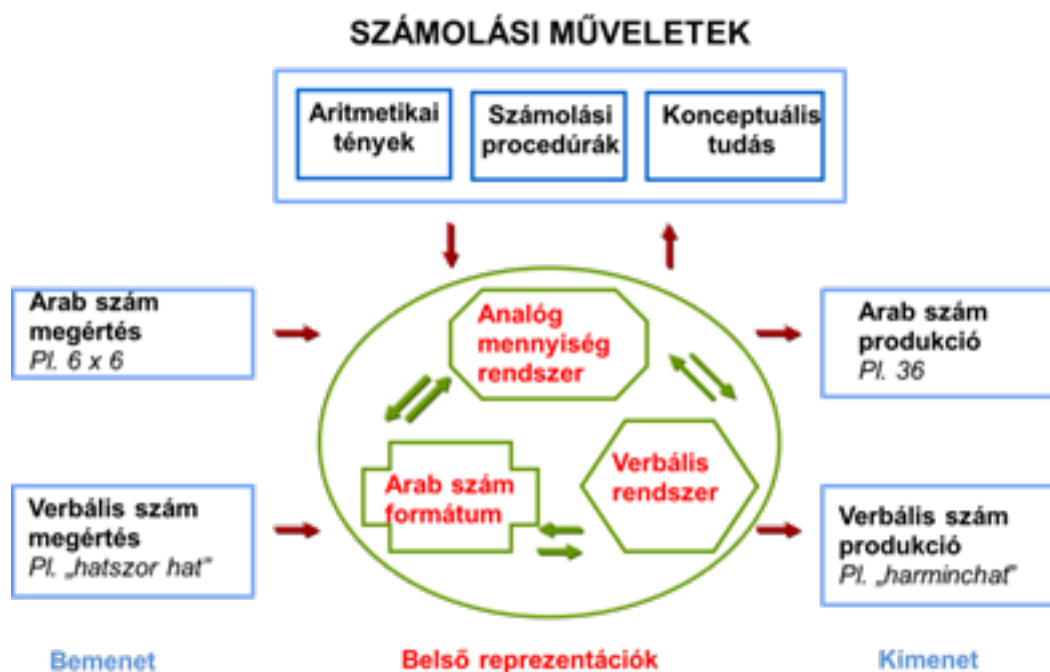 SZÁMOLÁSI MŰVELETEK
Aritmetikai
tények
Számolási
procedúrák
Konceptuális
tudás
Arab szám
megértés
Pl. 6 x 6
Analóg
mennyiség
rendszer
Arab szám
produkció
Pl. 36
Verbális szám
megértés
Pl. „hatszor hat”
Arab szám
formátum
Verbális
rendszer
Verbális szám
produkció
Pl. „harminchat”
Bemenet
Belső reprezentációk
Kimenet